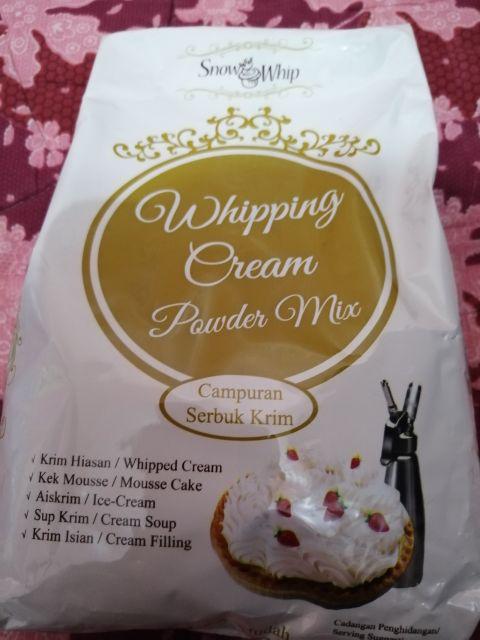 Snow Whip
Whipping
Cream
Powder Mix
Campuran
Serbuk Krim
√ Krim Hiasan / Whipped Cream
√ Kek Mousse / Mousse Cake
√ Aiskrim / Ice-Cream
√ Sup Krim / Cream Soup
√ Krim Isian / Cream Filling
Cadangan Penghidangan/
Serving